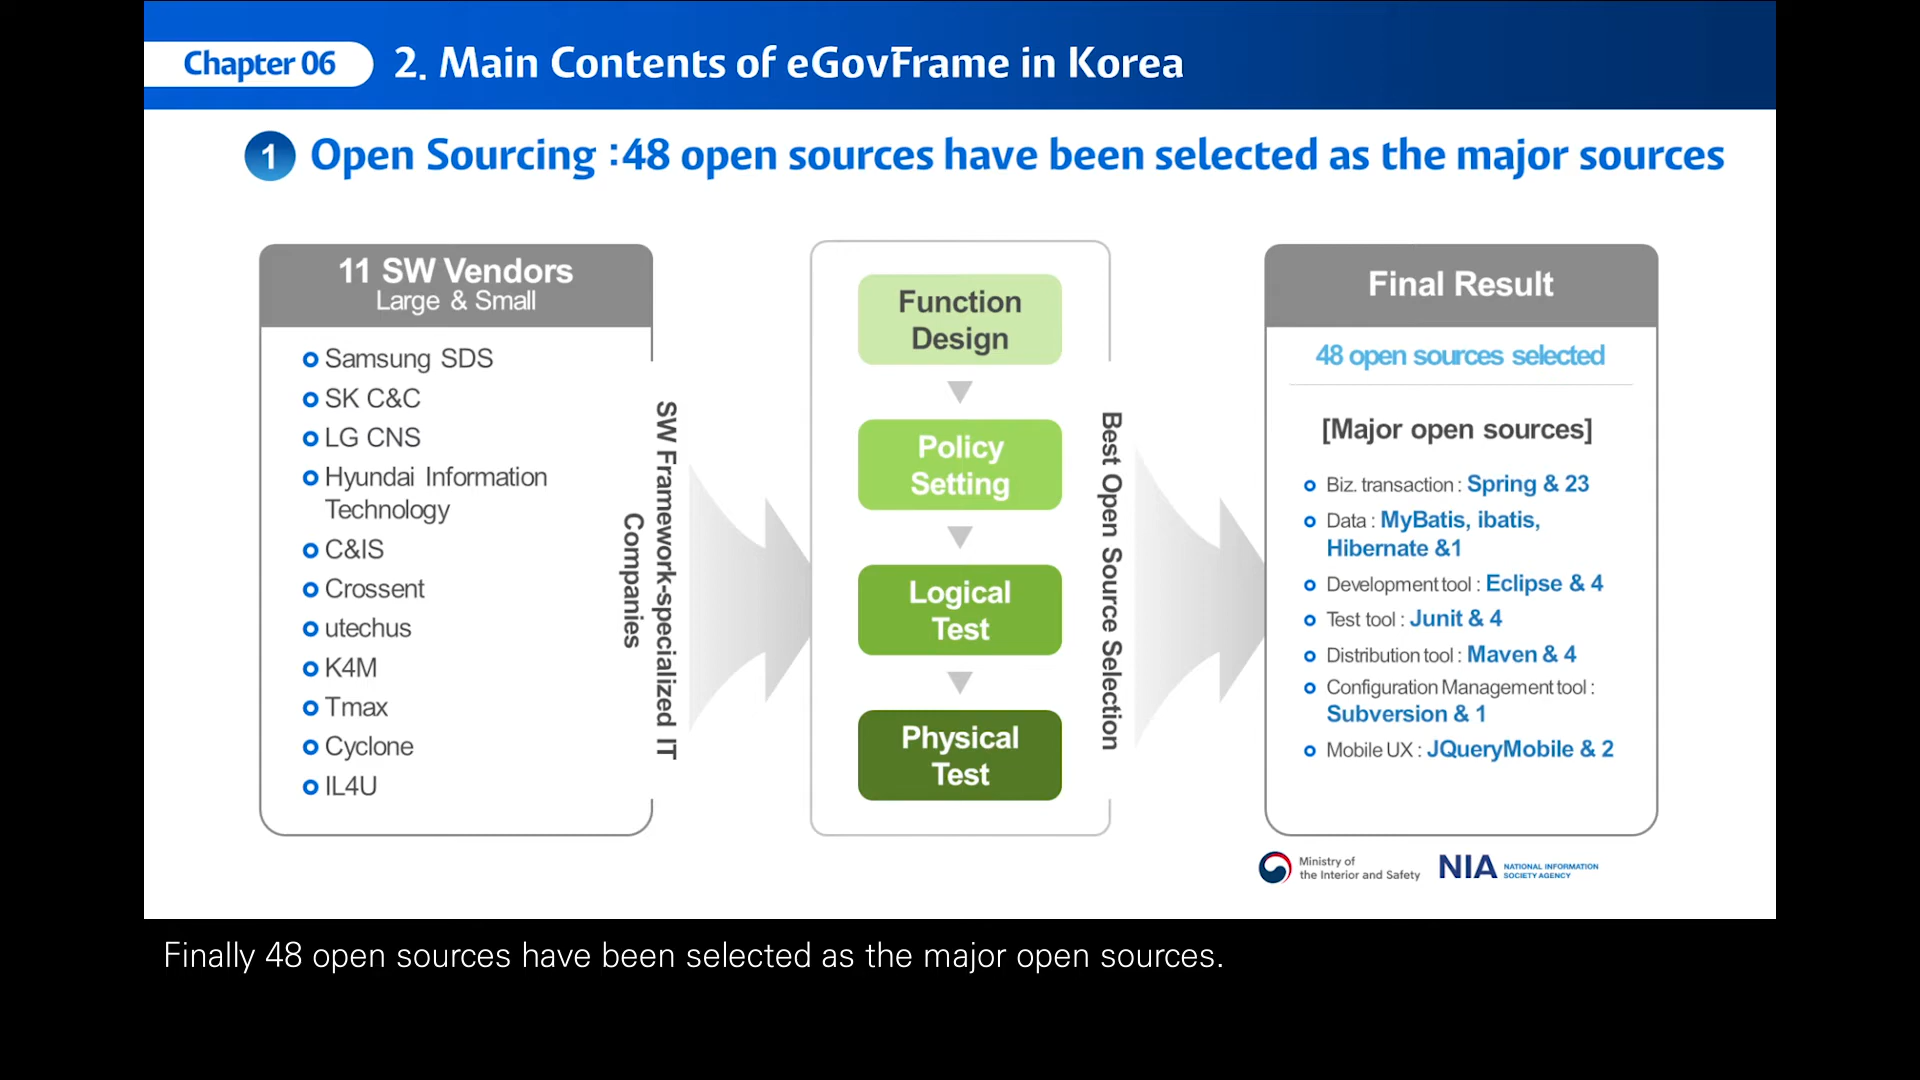 Chapter 06
2. Main Contents of eGovFrame in Korea
1 Open Sourcing :48 open sources have been selected as the major sources
11 SW Vendors
Large & Small
Samsung SDS
SK C&C
LG CNS
Hyundai Information
Technology
C&IS
Crossent
utechus
K4M
Tmax
Cyclone
IL4U
SW Framework-specialized IT
Companies
Function
Design
Policy
Setting
Logical
Test
Physical
Test
Best Open Source Selection
Final Result
48 open sources selected
[Major open sources]
Biz. transaction : Spring & 23
Data : MyBatis, ibatis,
Hibernate &1
Development tool : Eclipse & 4
Test tool : Junit & 4
Distribution tool : Maven & 4
Configuration Management tool :
Subversion & 1
Mobile UX : JQueryMobile & 2
Ministry of
the Interior and Safety
NIA NATIONAL INFORMATION
SOCIETY AGENCY
Finally 48 open sources have been selected as the major open sources.